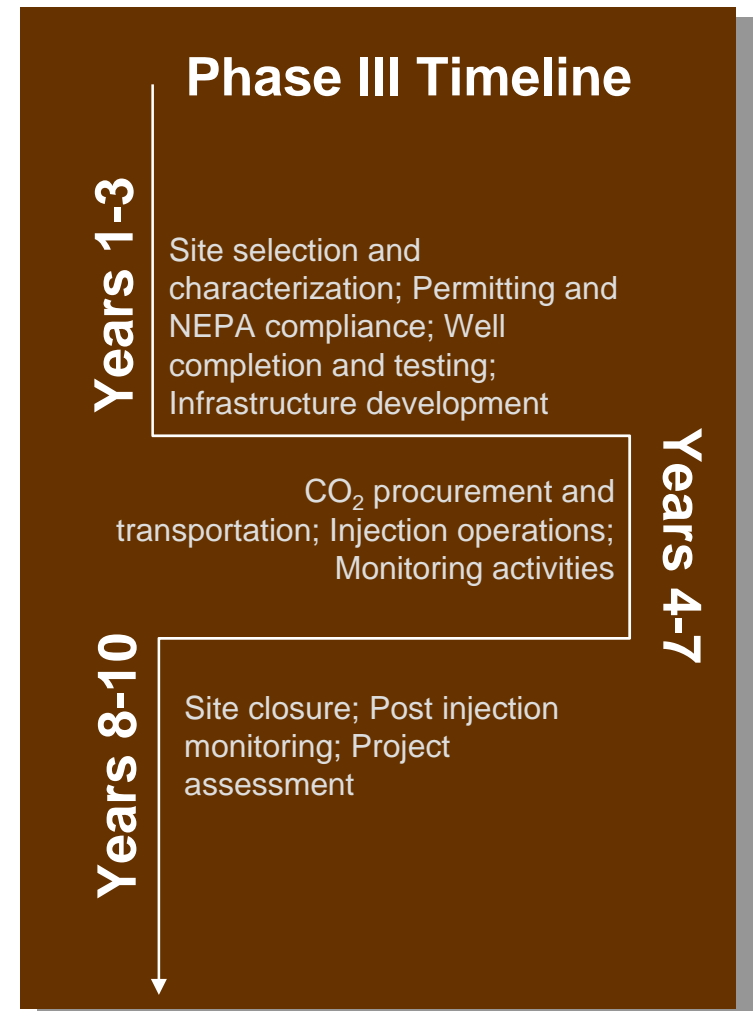 Phase III Timeline
Years 1-3
Site selection and
characterization; Permitting and
NEPA compliance; Well
completion and testing;
Infrastructure development
Years 4-7
CO₂ procurement and
transportation; Injection operations;
Monitoring activities
Years 8-10
Site closure; Post injection
monitoring; Project
assessment